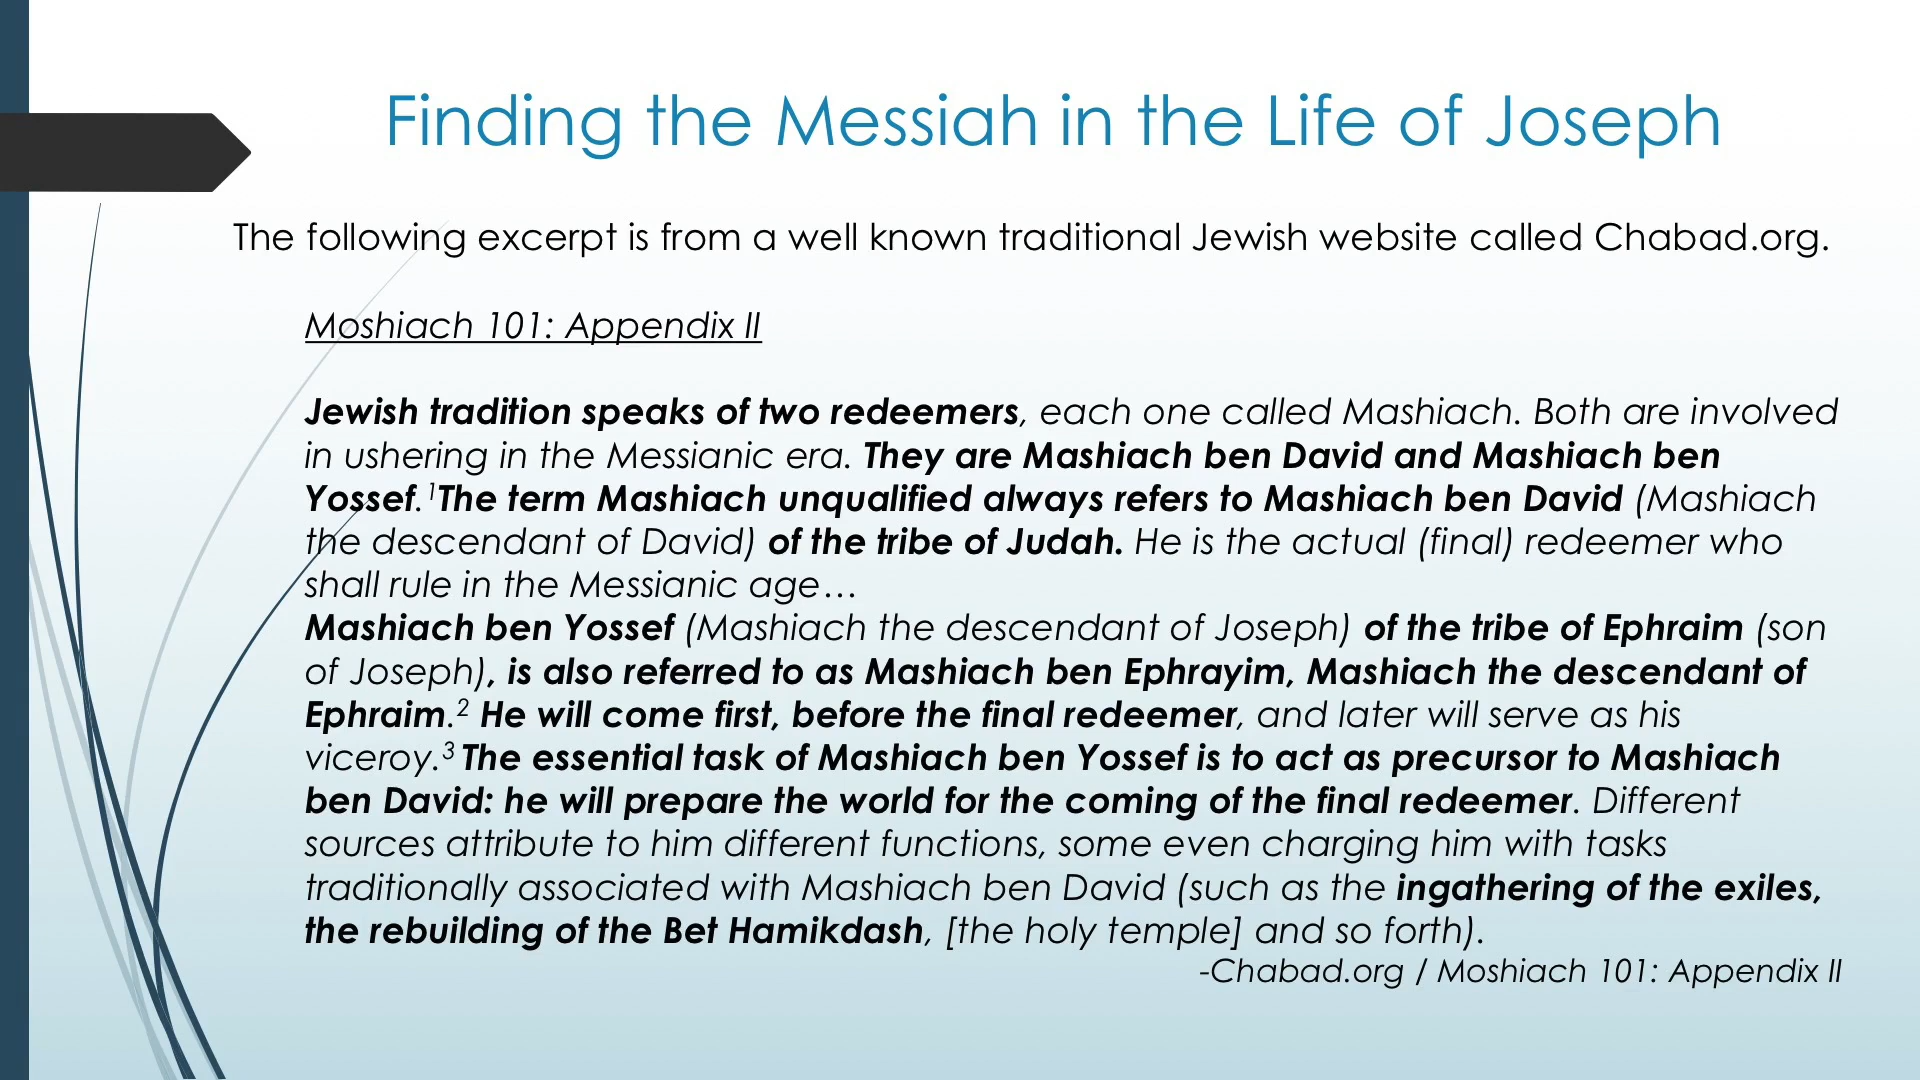 Finding the Messiah in the Life of Joseph
The following excerpt is from a well known traditional Jewish website called Chabad.org.
Moshiach 101: Appendix II
Jewish tradition speaks of two redeemers, each one called Mashiach. Both are involved
in ushering in the Messianic era. They are Mashiach ben David and Mashiach ben
Yossef.¹The term Mashiach unqualified always refers to Mashiach ben David (Mashiach
the descendant of David) of the tribe of Judah. He is the actual (final) redeemer who
shall rule in the Messianic age…
Mashiach ben Yossef (Mashiach the descendant of Joseph) of the tribe of Ephraim (son
of Joseph), is also referred to as Mashiach ben Ephrayim, Mashiach the descendant of
Ephraim.² He will come first, before the final redeemer, and later will serve as his
viceroy.³ The essential task of Mashiach ben Yossef is to act as precursor to Mashiach
ben David: he will prepare the world for the coming of the final redeemer. Different
sources attribute to him different functions, some even charging him with tasks
traditionally associated with Mashiach ben David (such as the ingathering of the exiles,
the rebuilding of the Bet Hamikdash, [the holy temple] and so forth).
-Chabad.org / Moshiach 101: Appendix II